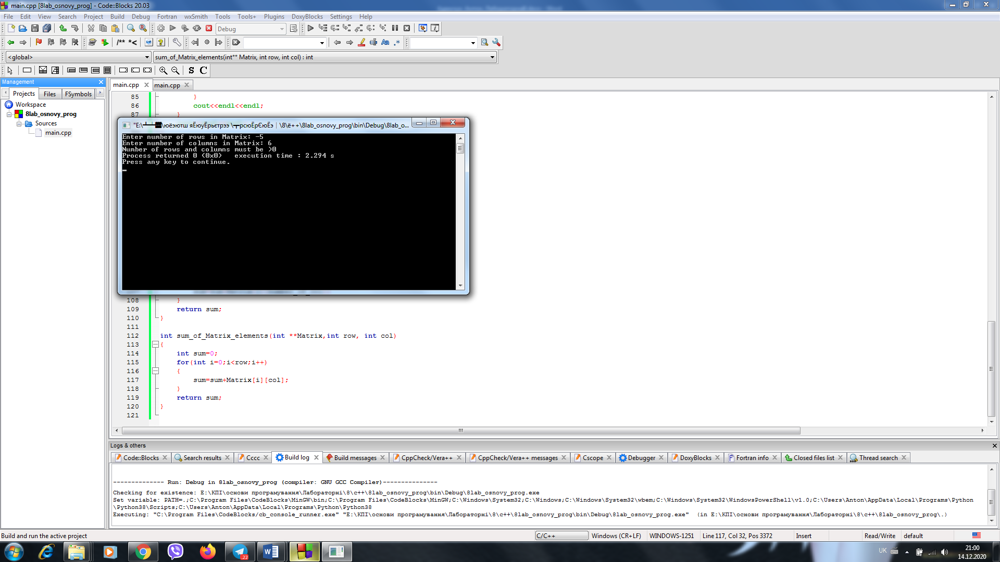 main.cpp [8lab_osnovy_prog] - Code::Blocks 20.03
File Edit View Search Project Build Debug Fortran wxSmith Tools Tools+ Plugins DoxyBlocks Settings Help
Debug
/** *<
Aa .*
<global> sum_of_Matrix_elements(int** Matrix, int row, int col) : int
S C
Management
Projects Files FSymbols
Workspace
8lab_osnovy_prog
Sources
main.cpp
main.cpp main.cpp
85 }
86 cout<<endl<<endl;
87 }
\8\ё++\8lab_osnovy_prog\bin\Debug\8lab_o...
Enter number of rows in Matrix: -5
Enter number of columns in Matrix: 6
Number of rows and columns must be >0
Process returned 0 (0x0)   execution time : 2.294 s
Press any key to continue.
108 }
109 return sum;
110 }
111
112 int sum_of_Matrix_elements(int **Matrix,int row, int col)
113 {
114 int sum=0;
115 for(int i=0;i<row;i++)
116 {
117 sum=sum+Matrix[i][col];
118 }
119 return sum;
120 }
121
Logs & others
Code::Blocks Search results Cccc Build log Build messages CppCheck/Vera++ CppCheck/Vera++ messages Cscope Debugger DoxyBlocks Fortran info Closed files list Thread search
-------------- Run: Debug in 8lab_osnovy_prog (compiler: GNU GCC Compiler)---------------
Checking for existence: E:\КПІ\основи програмування\Лабораторні\8\c++\8lab_osnovy_prog\bin\Debug\8lab_osnovy_prog.exe
Set variable: PATH=.;C:\Program Files\CodeBlocks\MinGW\bin;C:\Program Files\CodeBlocks\MinGW;C:\Windows\System32;C:\Windows;C:\Windows\System32\wbem;C:\Windows\System32\WindowsPowerShell\v1.0;C:\Users\Anton\AppData\Local\Programs\Python
\Python38\Scripts;C:\Users\Anton\AppData\Local\Programs\Python\Python38
Executing: "C:\Program Files\CodeBlocks/cb_console_runner.exe" "E:\КПІ\основи програмування\Лабораторні\8\c++\8lab_osnovy_prog\bin\Debug\8lab_osnovy_prog.exe"  (in E:\КПІ\основи програмування\Лабораторні\8\c++\8lab_osnovy_prog\.)
Build and run the active project C/C++ Windows (CR+LF) WINDOWS-1251 Line 117, Col 32, Pos 3372 Insert Read/Write default
22
UK
21:00
14.12.2020